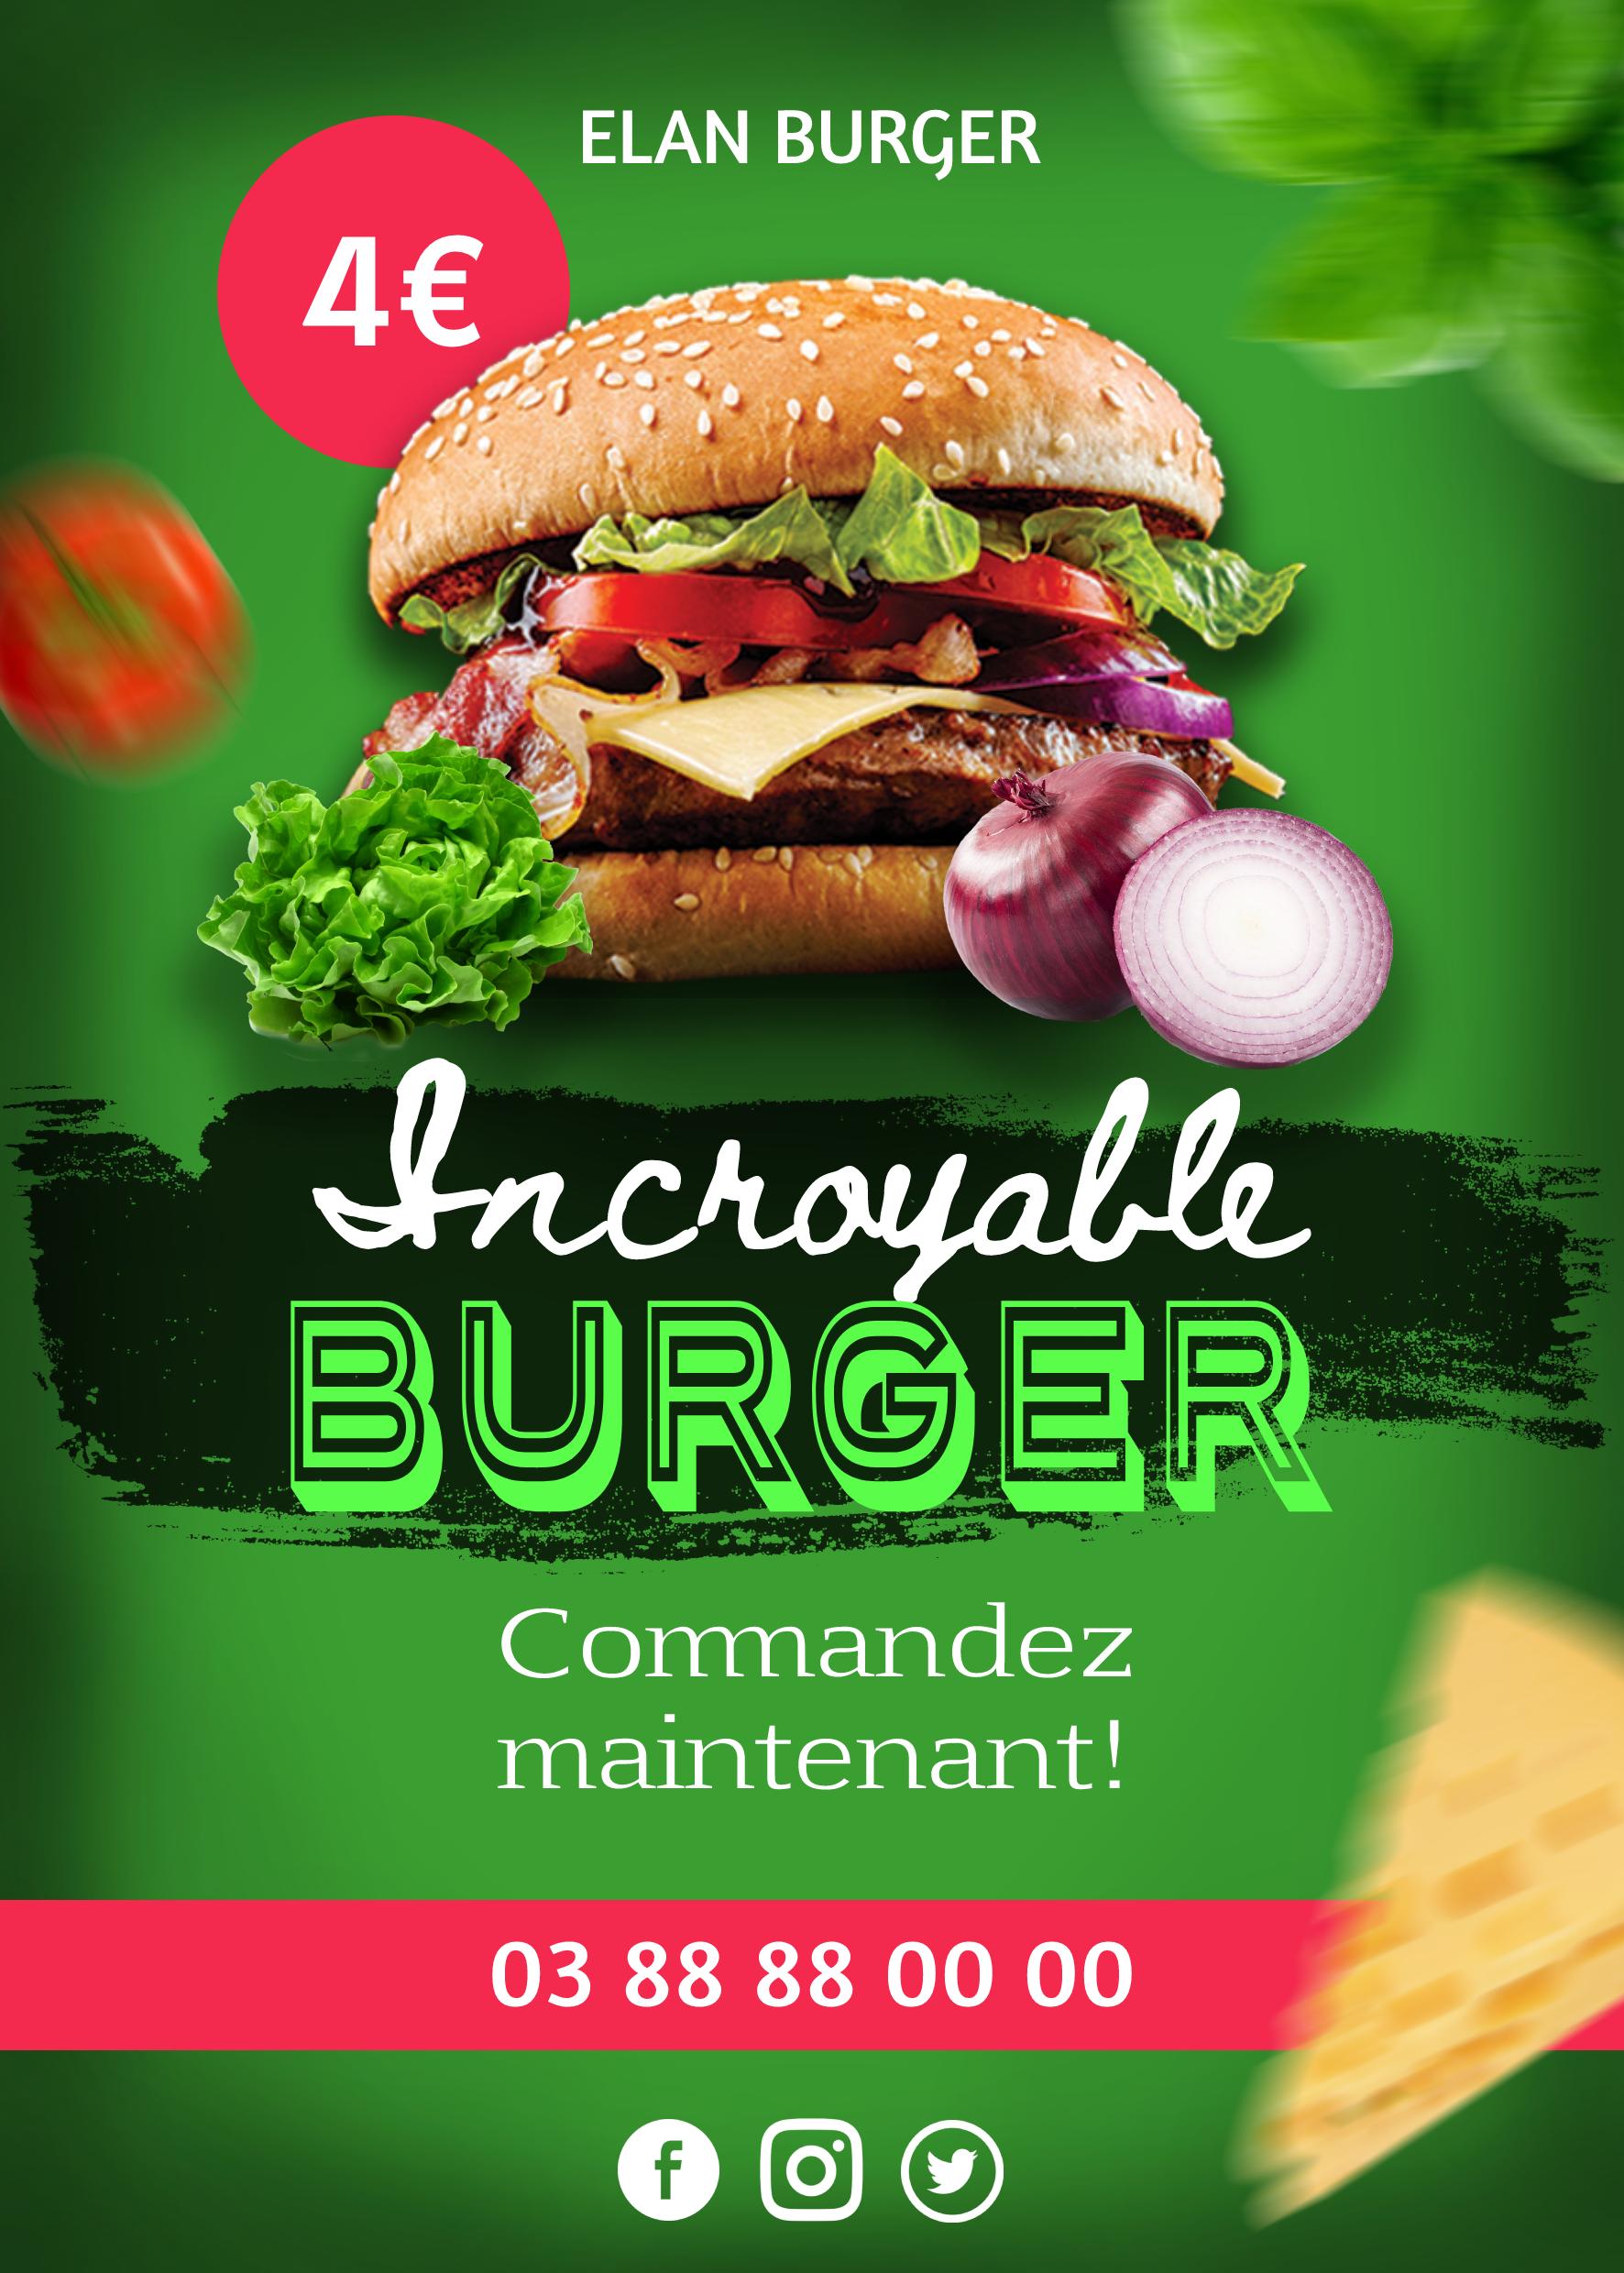 ELAN BURGER
4€
Incroyable
BURGER
Commandez
maintenant!
03 88 88 00 00